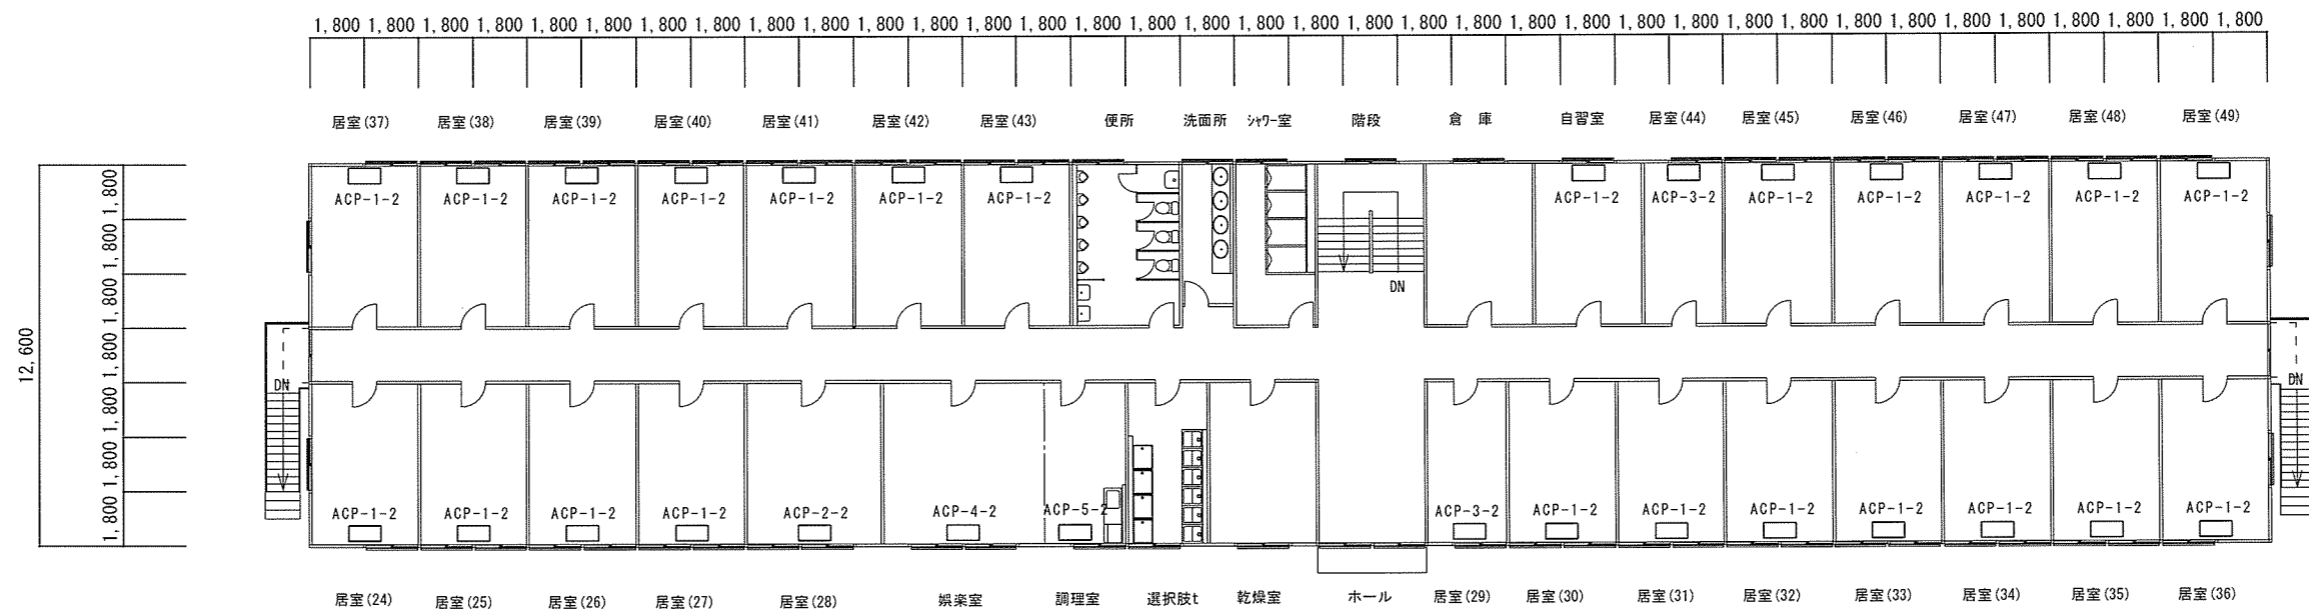 1,800 1,800 1,800 1,800 1,800 1,800 1,800 1,800 1,800 1,800 1,800 1,800 1,800 1,800 1,800 1,800 1,800 1,800 1,800 1,800 1,800 1,800 1,800 1,800 1,800 1,800 1,800 1,800 1,800 1,800 1,800 1,800 1,800 1,800 1,800 1,800
居室(37) 居室(38) 居室(39) 居室(40) 居室(41) 居室(42) 居室(43) 便所 洗面所 ｼｬﾜｰ室 階段 倉 庫 自習室 居室(44) 居室(45) 居室(46) 居室(47) 居室(48) 居室(49)
ACP-1-2 ACP-1-2 ACP-1-2 ACP-1-2 ACP-1-2 ACP-1-2 ACP-1-2 ACP-1-2 ACP-3-2 ACP-1-2 ACP-1-2 ACP-1-2 ACP-1-2 ACP-1-2
DN
12,600
1,800 1,800 1,800 1,800 1,800 1,800 1,800
DN DN
ACP-1-2 ACP-1-2 ACP-1-2 ACP-1-2 ACP-2-2 ACP-4-2 ACP-5-2 ACP-3-2 ACP-1-2 ACP-1-2 ACP-1-2 ACP-1-2 ACP-1-2 ACP-1-2 ACP-1-2
居室(24) 居室(25) 居室(26) 居室(27) 居室(28) 娯楽室 調理室 選択肢t 乾燥室 ホール 居室(29) 居室(30) 居室(31) 居室(32) 居室(33) 居室(34) 居室(35) 居室(36)